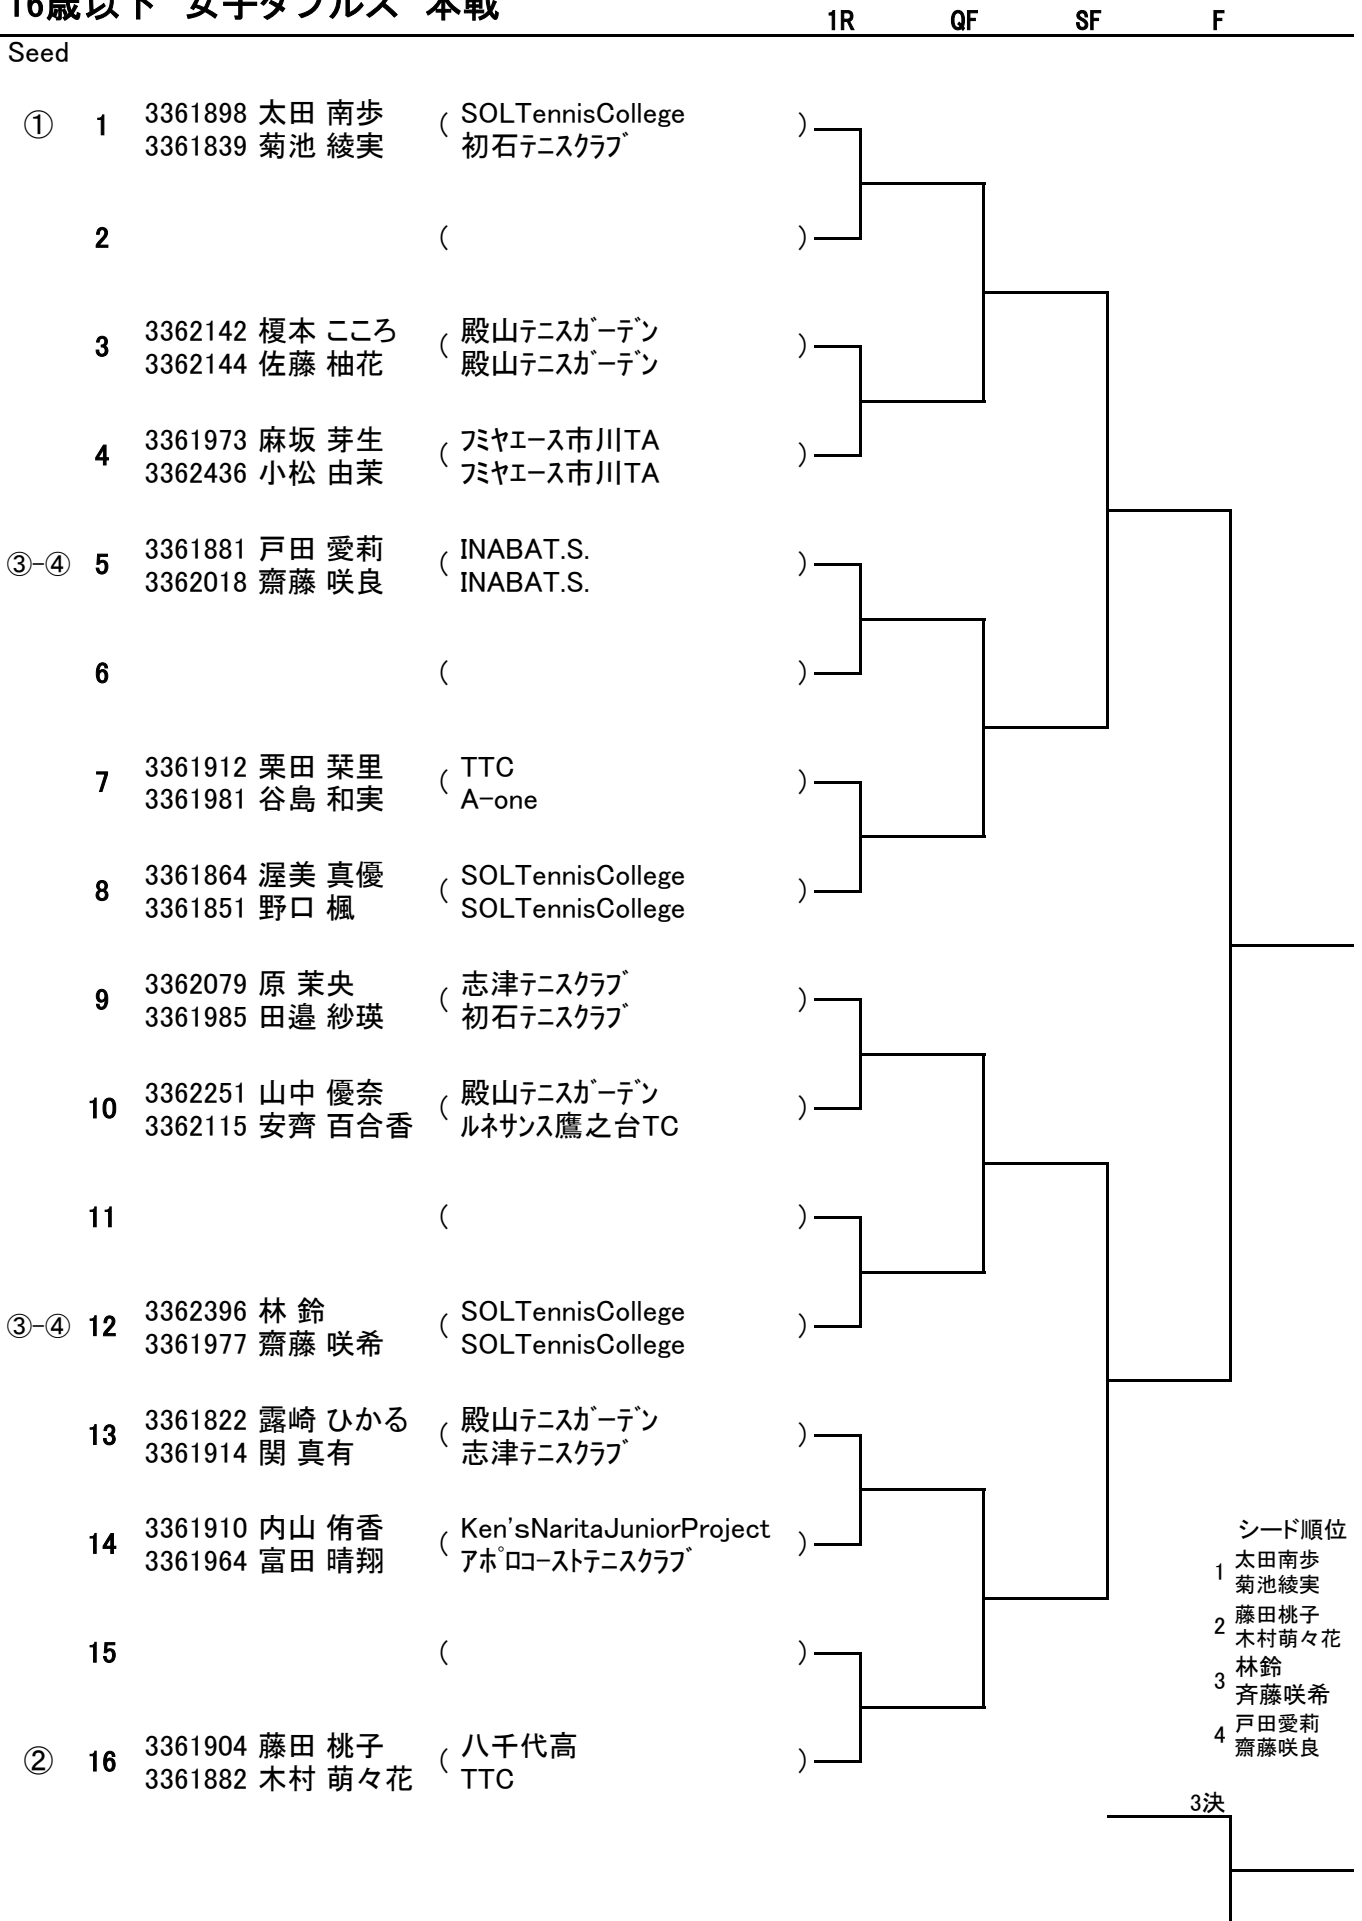 16歳以下 女子ダブルス 本戦
1R QF SF F
Seed
① 1 3361898 太田 南歩 ( SOLTennisCollege )
3361839 菊池 綾実 初石テニスクラブ
2 ( )
3 3362142 榎本 こころ ( 殿山テニスガーデン )
3362144 佐藤 柚花 殿山テニスガーデン
4 3361973 麻坂 芽生 ( フミヤエース市川TA )
3362436 小松 由茉 フミヤエース市川TA
③-④ 5 3361881 戸田 愛莉 ( INABAT.S. )
3362018 齋藤 咲良 INABAT.S.
6 ( )
7 3361912 栗田 栞里 ( TTC )
3361981 谷島 和実 A-one
8 3361864 渥美 真優 ( SOLTennisCollege )
3361851 野口 楓 SOLTennisCollege
9 3362079 原 茉央 ( 志津テニスクラブ )
3361985 田邉 紗瑛 初石テニスクラブ
10 3362251 山中 優奈 ( 殿山テニスガーデン )
3362115 安齊 百合香 ルネサンス鷹之台TC
11 ( )
③-④ 12 3362396 林 鈴 ( SOLTennisCollege )
3361977 齋藤 咲希 SOLTennisCollege
13 3361822 露崎 ひかる ( 殿山テニスガーデン )
3361914 関 真有 志津テニスクラブ
14 3361910 内山 侑香 ( Ken'sNaritaJuniorProject )
3361964 富田 晴翔 アポロコーストテニスクラブ
15 ( )
② 16 3361904 藤田 桃子 ( 八千代高 )
3361882 木村 萌々花 TTC
シード順位
1 太田南歩
菊池綾実
2 藤田桃子
木村萌々花
3 林鈴
斉藤咲希
4 戸田愛莉
齋藤咲良
3決